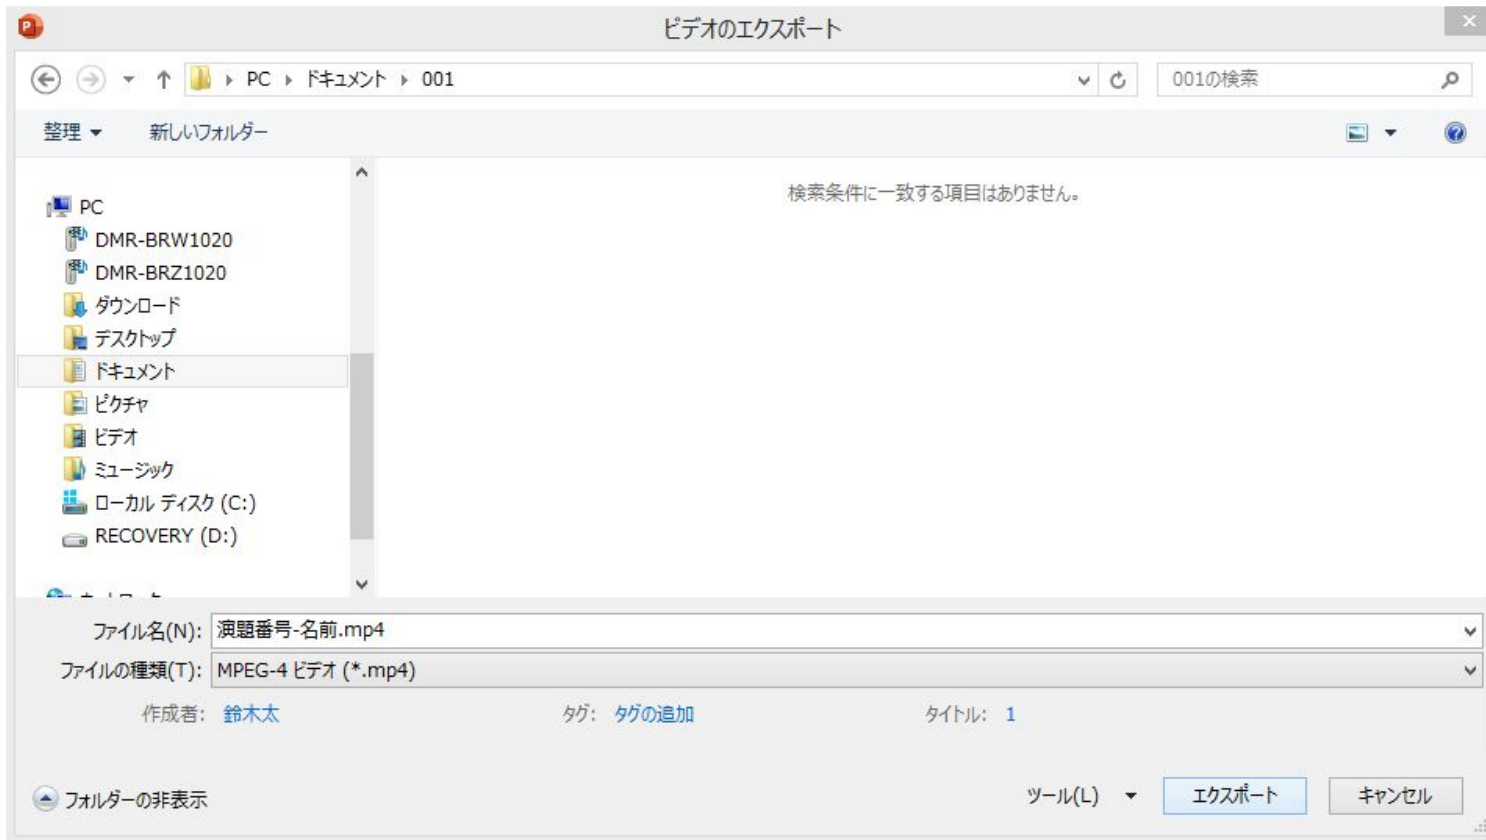 ビデオのエクスポート
PC ▸ ドキュメント ▸ 001
001の検索
整理 新しいフォルダー
検索条件に一致する項目はありません。
PC
DMR-BRW1020
DMR-BRZ1020
ダウンロード
デスクトップ
ドキュメント
ピクチャ
ビデオ
ミュージック
ローカル ディスク (C:)
RECOVERY (D:)
ファイル名(N): 演題番号-名前.mp4
ファイルの種類(T): MPEG-4 ビデオ (*.mp4)
作成者: 鈴木太 タグ: タグの追加 タイトル: 1
フォルダーの非表示 ツール(L) エクスポート キャンセル